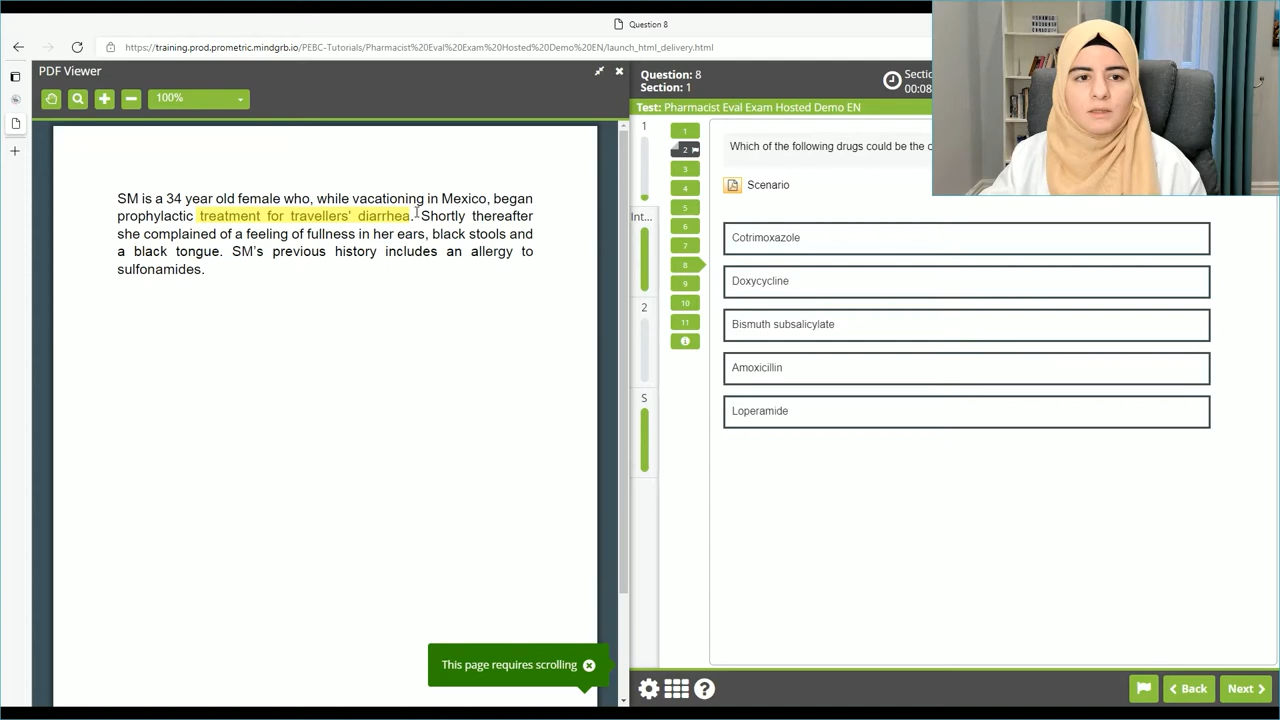 Question 8
https://training.prod.prometric.mindgrb.io/PEBC-Tutorials/Pharmacist%20Eval%20Exam%20Hosted%20Demo%20EN/launch_html_delivery.html
PDF Viewer
100%
SM is a 34 year old female who, while vacationing in Mexico, began
prophylactic treatment for travellers' diarrhea. Shortly thereafter
she complained of a feeling of fullness in her ears, black stools and
a black tongue. SM's previous history includes an allergy to
sulfonamides.
This page requires scrolling
Question: 8
Section: 1
Sectio
00:08
Test: Pharmacist Eval Exam Hosted Demo EN
1
Int...
2
S
1
2
3
4
5
6
7
8
9
10
11
Which of the following drugs could be the c
Scenario
Cotrimoxazole
Doxycycline
Bismuth subsalicylate
Amoxicillin
Loperamide
Back
Next